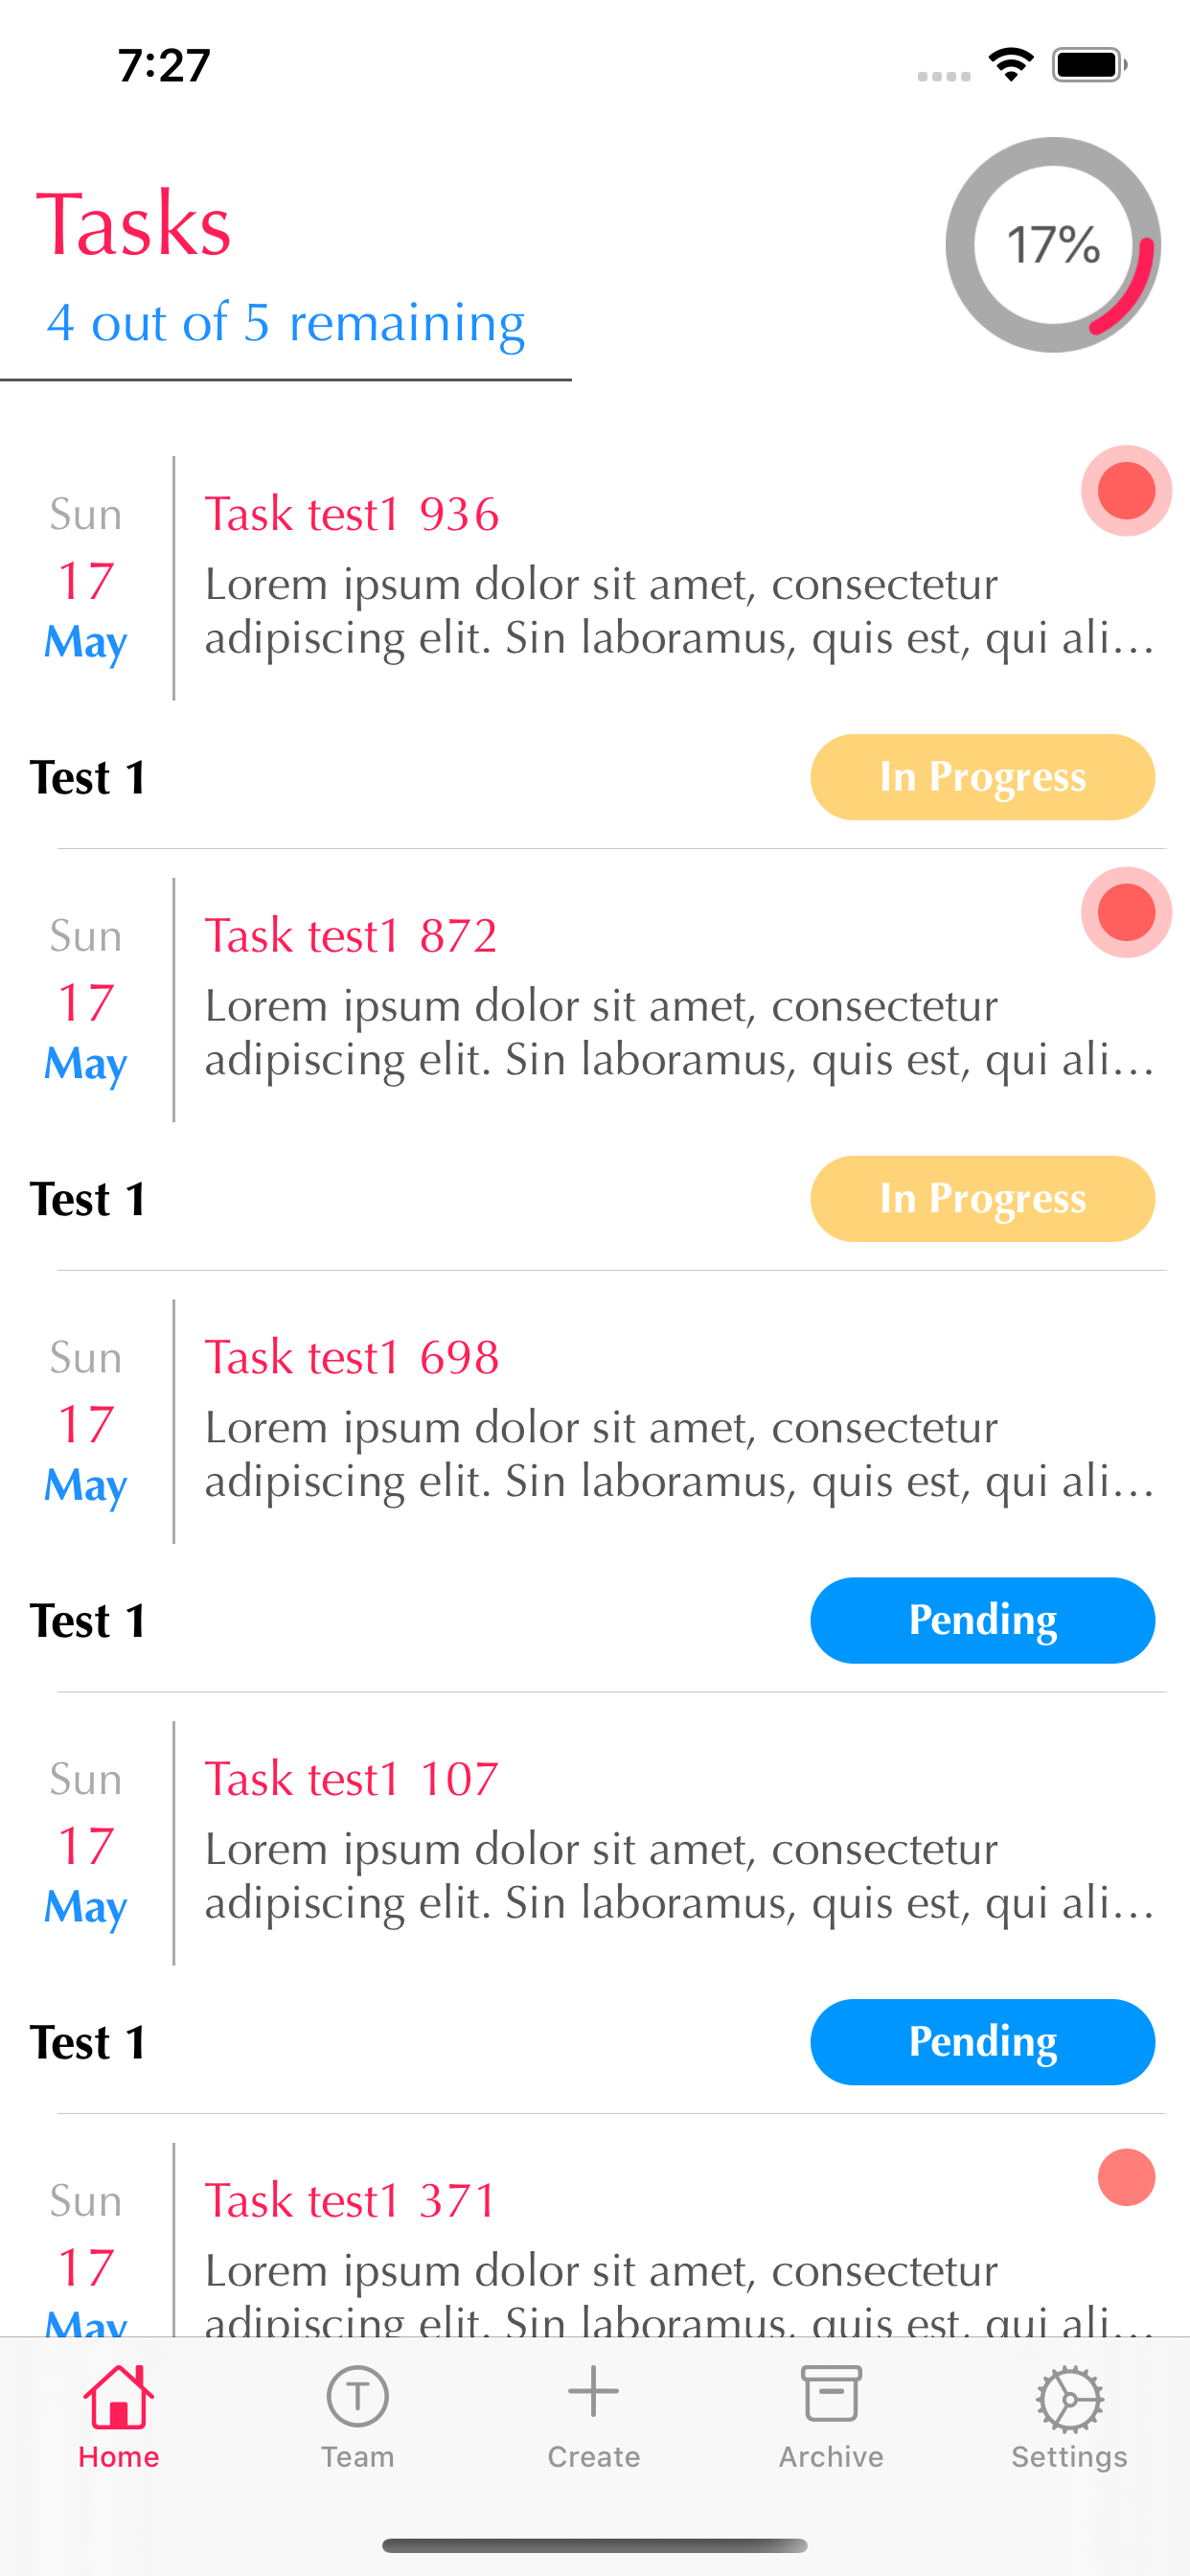 7:27
Tasks
17%
4 out of 5 remaining
Sun
17
May
Task test1 936
Lorem ipsum dolor sit amet, consectetur
adipiscing elit. Sin laboramus, quis est, qui ali...
Test 1
In Progress
Sun
17
May
Task test1 872
Lorem ipsum dolor sit amet, consectetur
adipiscing elit. Sin laboramus, quis est, qui ali...
Test 1
In Progress
Sun
17
May
Task test1 698
Lorem ipsum dolor sit amet, consectetur
adipiscing elit. Sin laboramus, quis est, qui ali...
Test 1
Pending
Sun
17
May
Task test1 107
Lorem ipsum dolor sit amet, consectetur
adipiscing elit. Sin laboramus, quis est, qui ali...
Test 1
Pending
Sun
17
May
Task test1 371
Lorem ipsum dolor sit amet, consectetur
adipiscing elit. Sin laboramus, quis est, qui ali...
Home
T
Team
Create
Archive
Settings